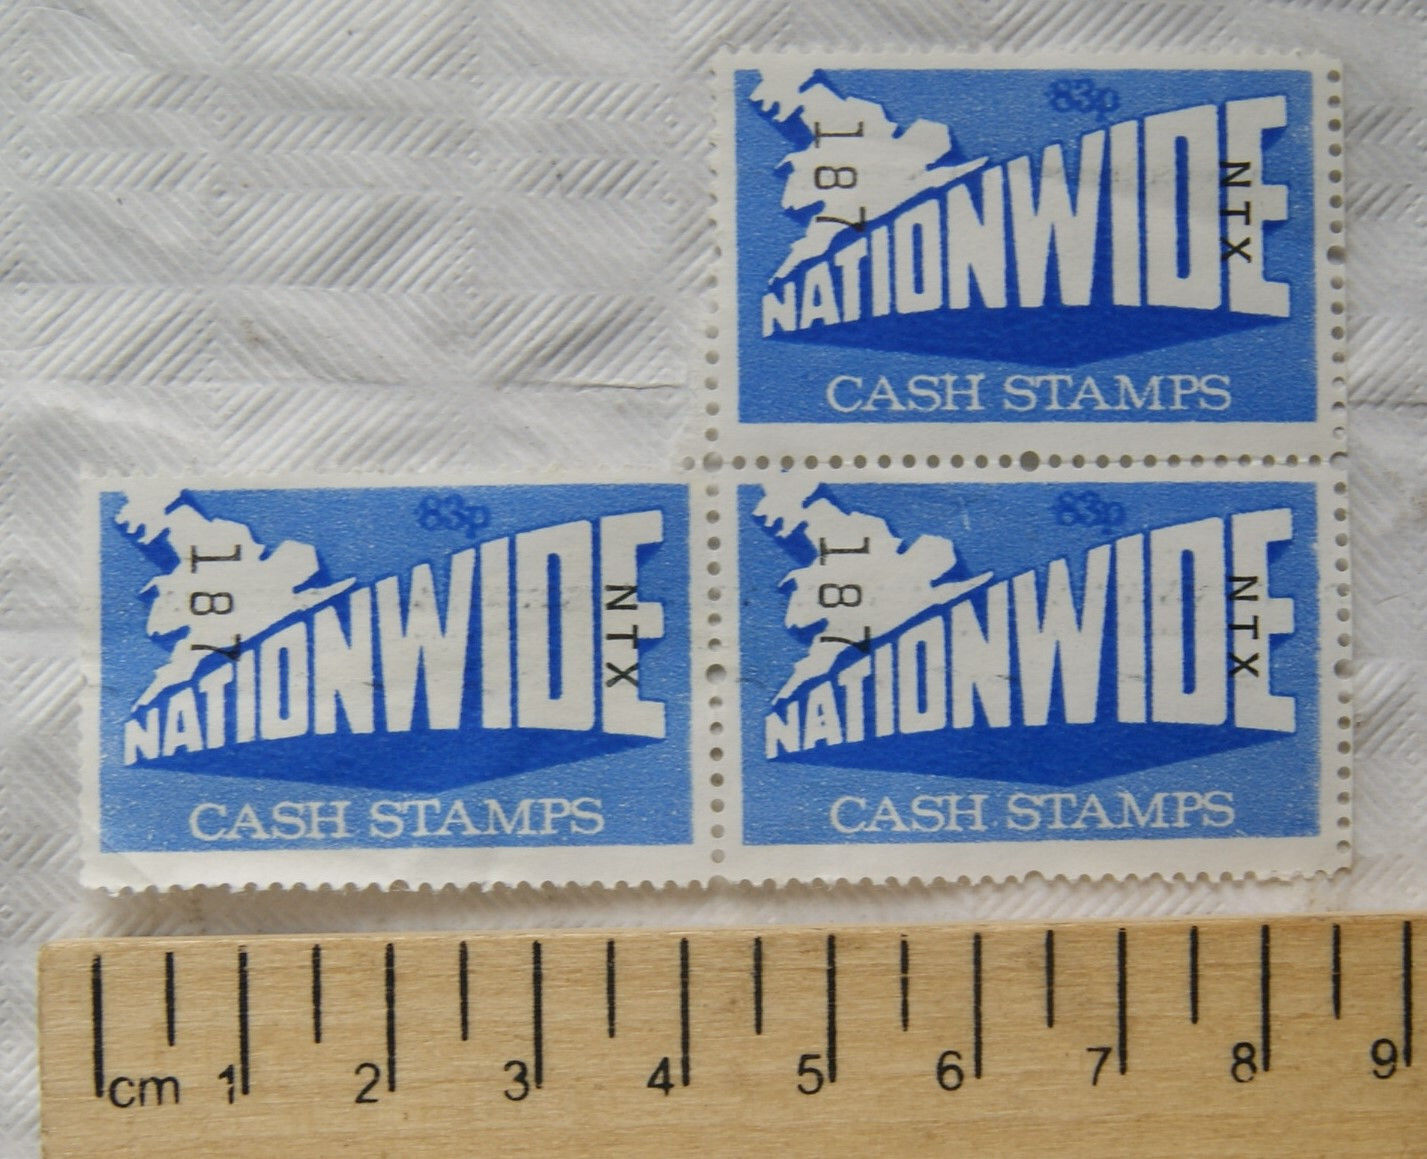 83p
187
NTX
NATIONWIDE
CASH STAMPS
83p
187
NTX
NATIONWIDE
CASH STAMPS
83p
187
NTX
NATIONWIDE
CASH STAMPS
cm 1 2 3 4 5 6 7 8 9